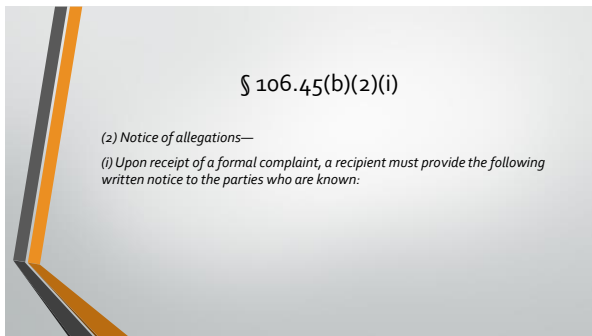 § 106.45(b)(2)(i)
(2) Notice of allegations—
(i) Upon receipt of a formal complaint, a recipient must provide the following
written notice to the parties who are known: